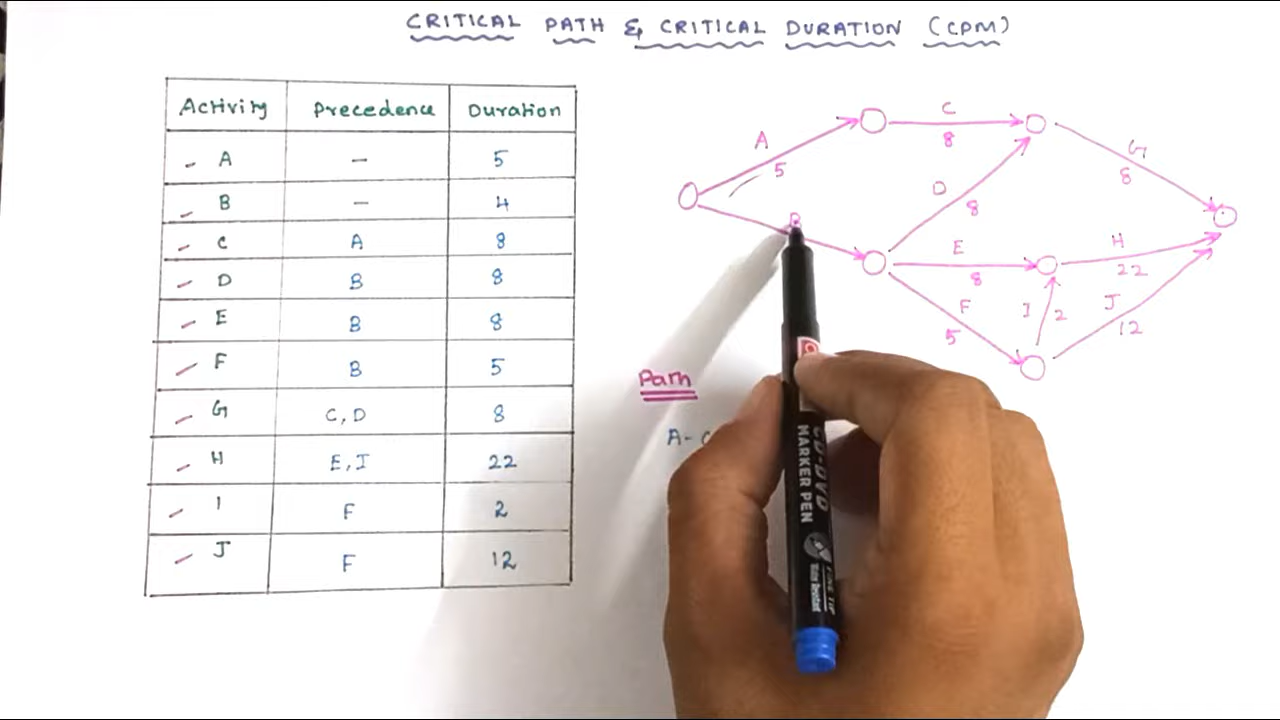 CRITICAL PATH & CRITICAL DURATION (CPM)
Activity Precedence Duration
A - 5
B - 4
C A 8
D B 8
E B 8
F B 5
G C, D 8
H E, I 22
I F 2
J F 12
A
5
C
8
G
8
B
D
8
E
8
H
22
F
5
I 2
J
12
Path
A-C
CD-DVD
MARKER PEN